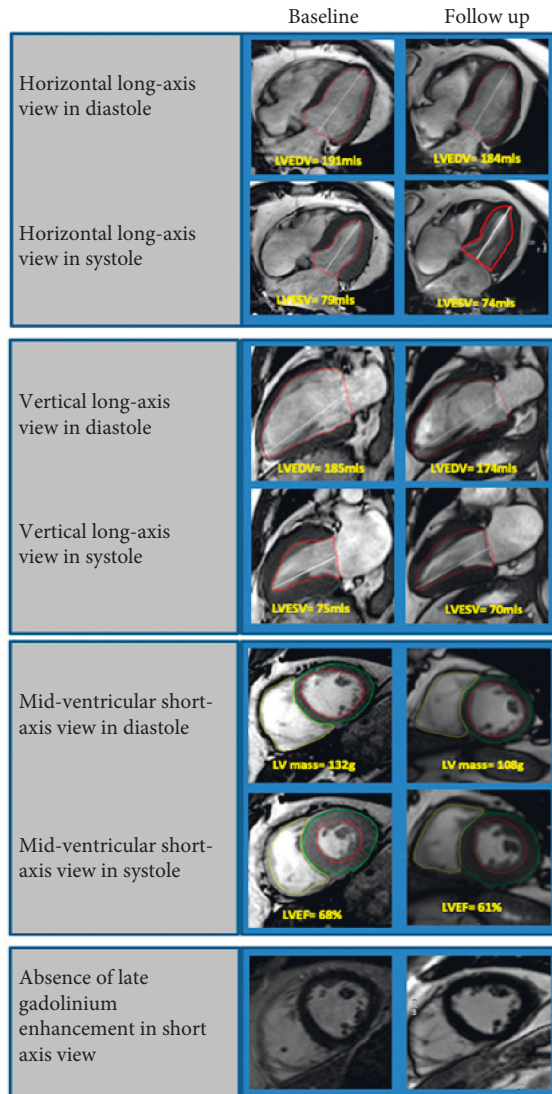 Baseline Follow up
Horizontal long-axis
view in diastole
LVEDV= 191mls
LVEDV= 184mls
Horizontal long-axis
view in systole
LVESV= 79mls
LVESV= 74mls
Vertical long-axis
view in diastole
LVEDV= 185mls
LVEDV= 174mls
Vertical long-axis
view in systole
LVESV= 75mls
LVESV= 70mls
Mid-ventricular short-
axis view in diastole
LV mass= 132g
LV mass= 108g
Mid-ventricular short-
axis view in systole
LVEF= 68%
LVEF= 61%
Absence of late
gadolinium
enhancement in short
axis view